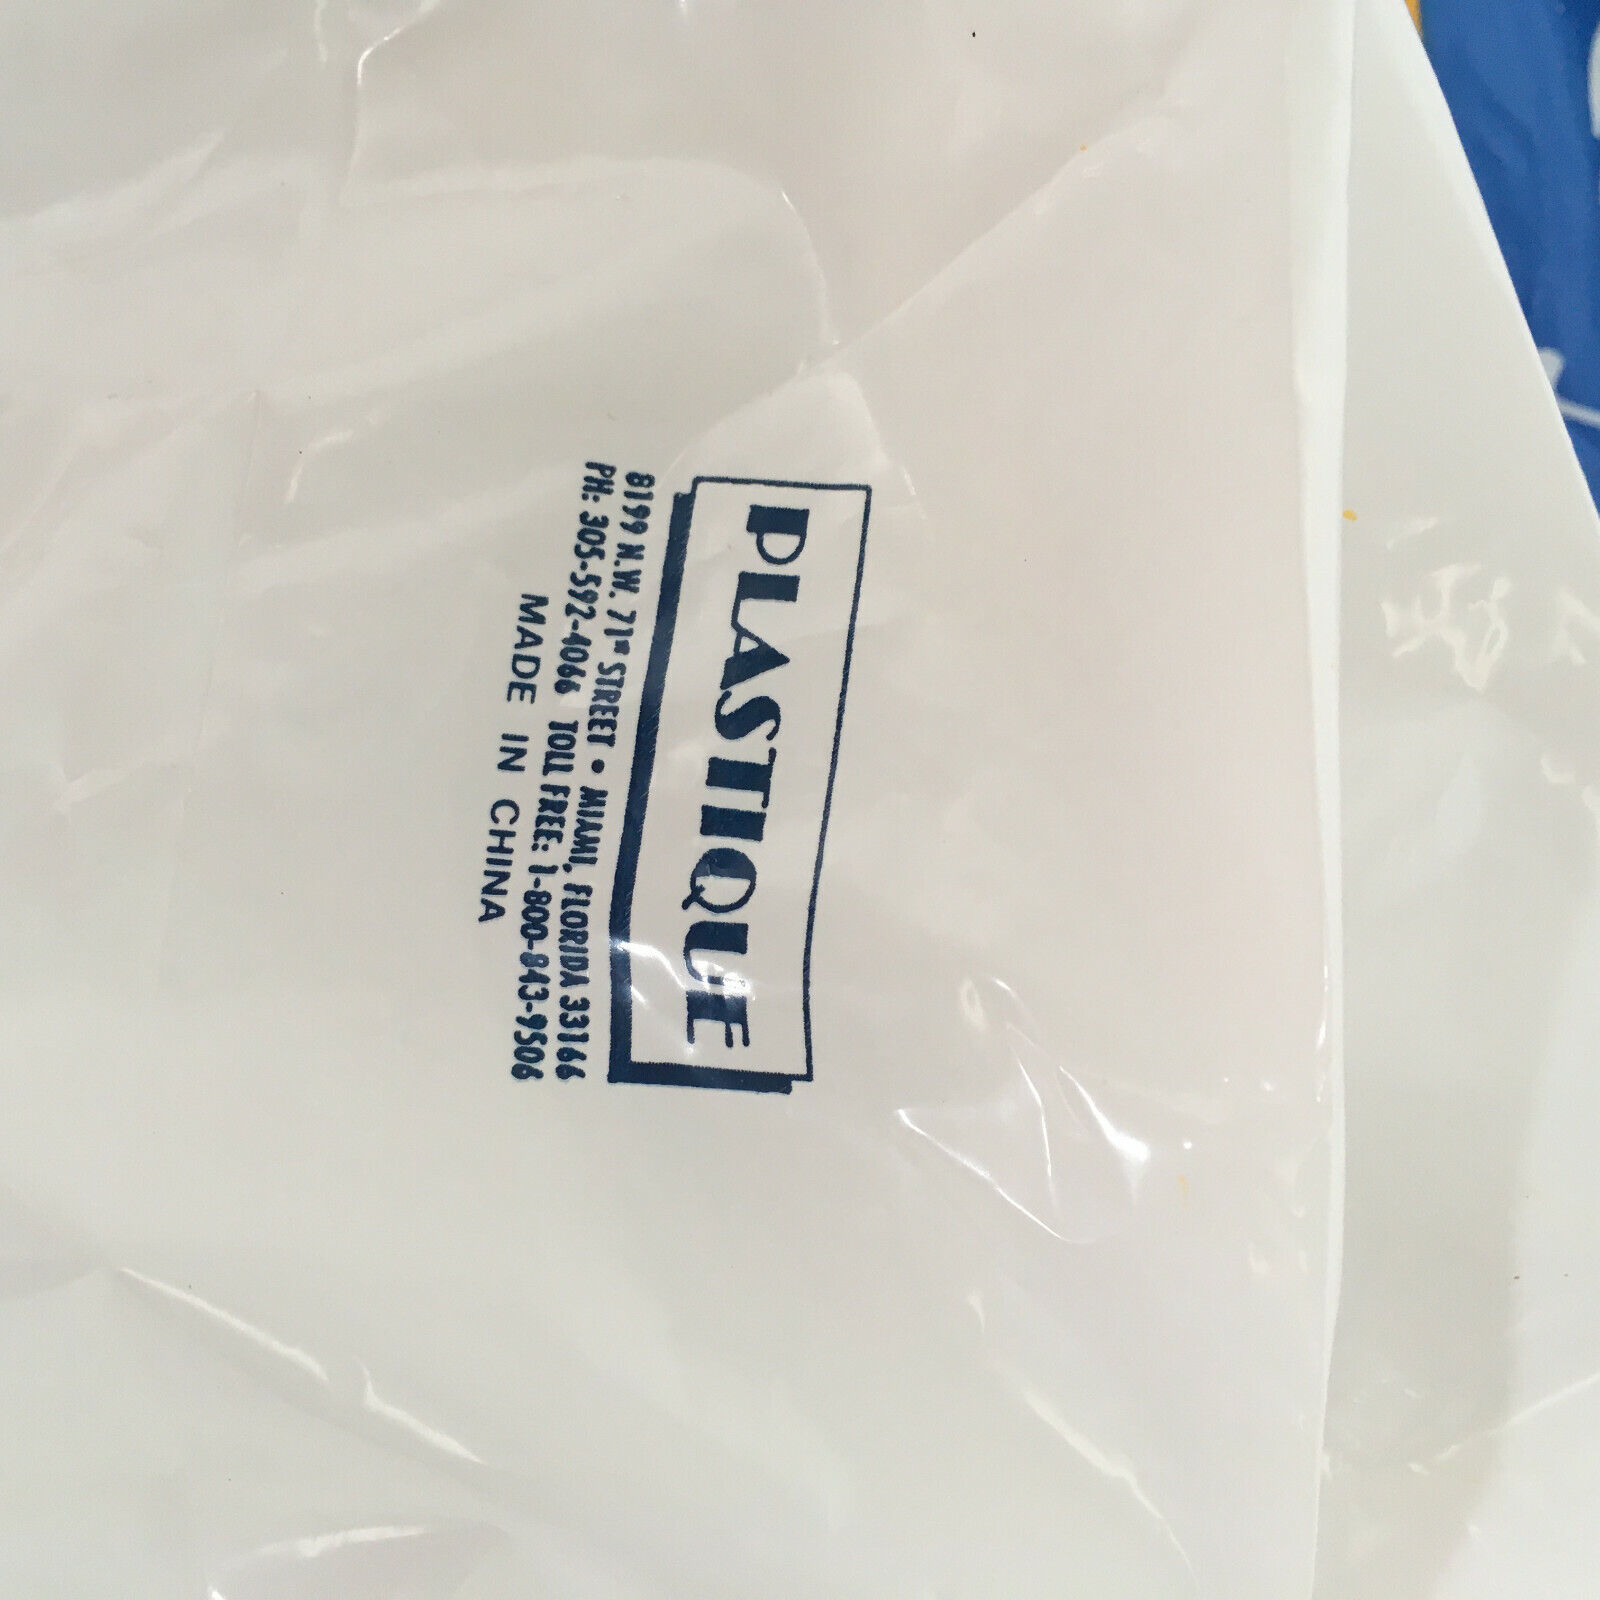 PLASTIQUE
8199 N.W. 71st STREET • MIAMI, FLORIDA 33166
PH: 305-592-4066 TOLL FREE: 1-800-843-9506
MADE IN CHINA